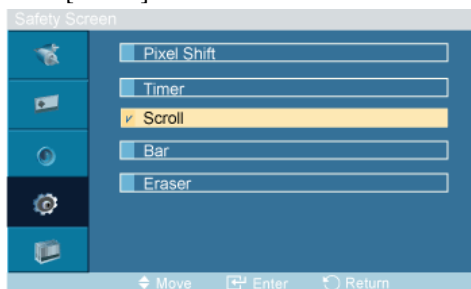 Safety Screen
Pixel Shift
Timer
Scroll
Bar
Eraser
Move Enter Return